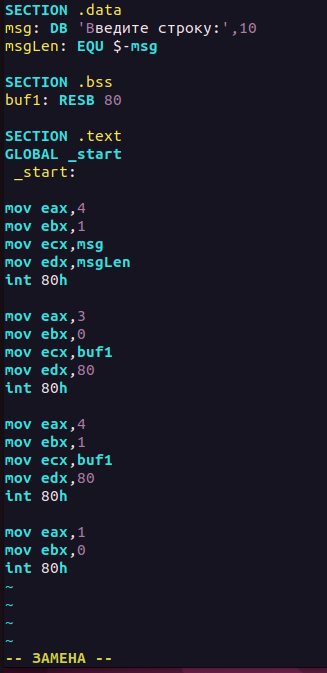 SECTION .data
msg: DB 'Введите строку:',10
msgLen: EQU $-msg
SECTION .bss
buf1: RESB 80
SECTION .text
GLOBAL _start
_start:
mov eax,4
mov ebx,1
mov ecx,msg
mov edx,msgLen
int 80h
mov eax,3
mov ebx,0
mov ecx,buf1
mov edx,80
int 80h
mov eax,4
mov ebx,1
mov ecx,buf1
mov edx,80
int 80h
mov eax,1
mov ebx,0
int 80h
~
~
~
~
-- ЗАМЕНА --